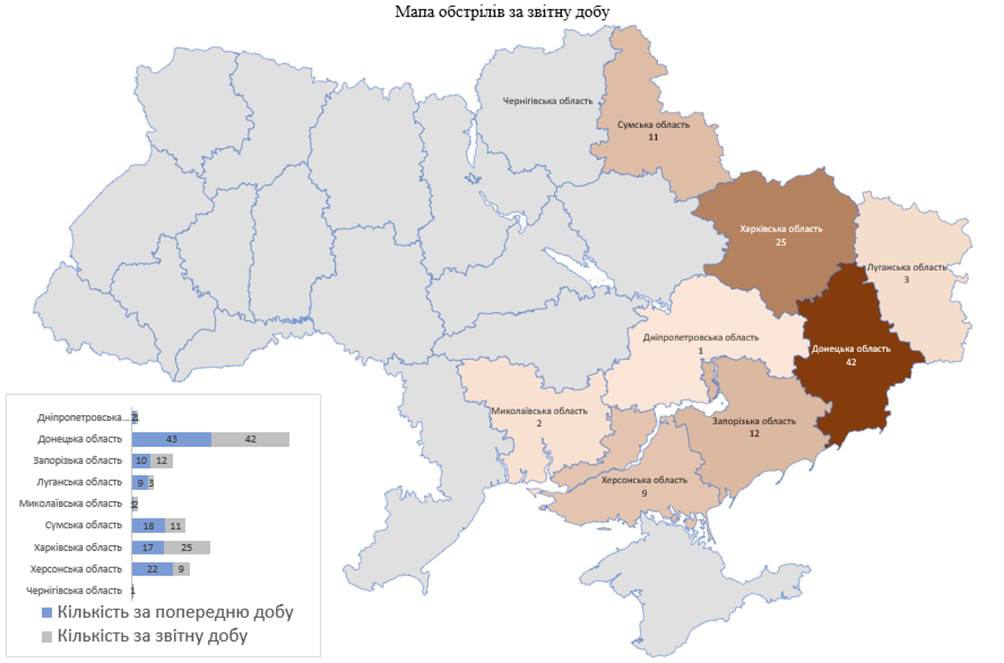 Мапа обстрілів за звітну добу
Чернігівська область
Сумська область
11
Харківська область
25
Луганська область
3
Дніпропетровська область
1
Донецька область
42
Миколаївська область
2
Запорізька область
12
Херсонська область
9
Дніпропетровська...
Донецька область 43 42
Запорізька область 10 12
Луганська область 9 3
Миколаївська область
Сумська область 18 11
Харківська область 17 25
Херсонська область 22 9
Чернігівська область 1
Кількість за попередню добу
Кількість за звітну добу